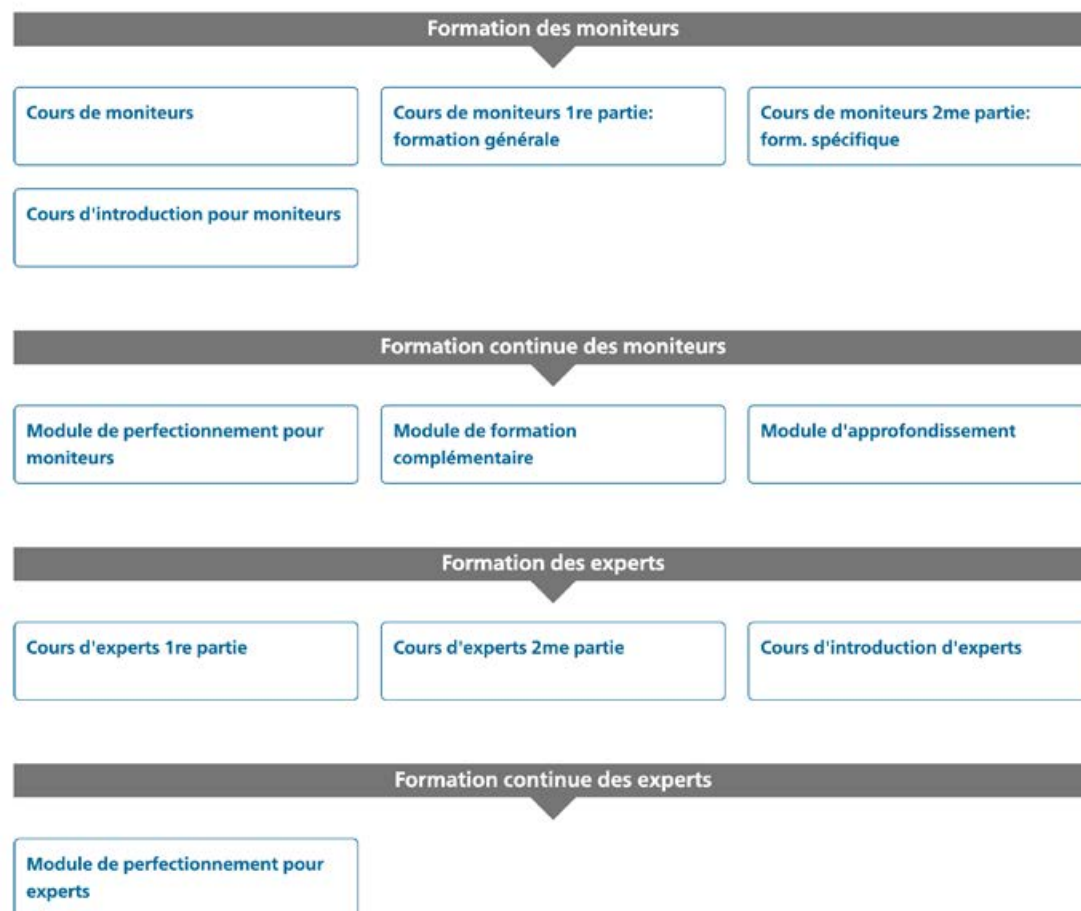 Formation des moniteurs
Cours de moniteurs
Cours de moniteurs 1re partie:
formation générale
Cours de moniteurs 2me partie:
form. spécifique
Cours d'introduction pour moniteurs
Formation continue des moniteurs
Module de perfectionnement pour
moniteurs
Module de formation
complémentaire
Module d'approfondissement
Formation des experts
Cours d'experts 1re partie
Cours d'experts 2me partie
Cours d'introduction d'experts
Formation continue des experts
Module de perfectionnement pour
experts